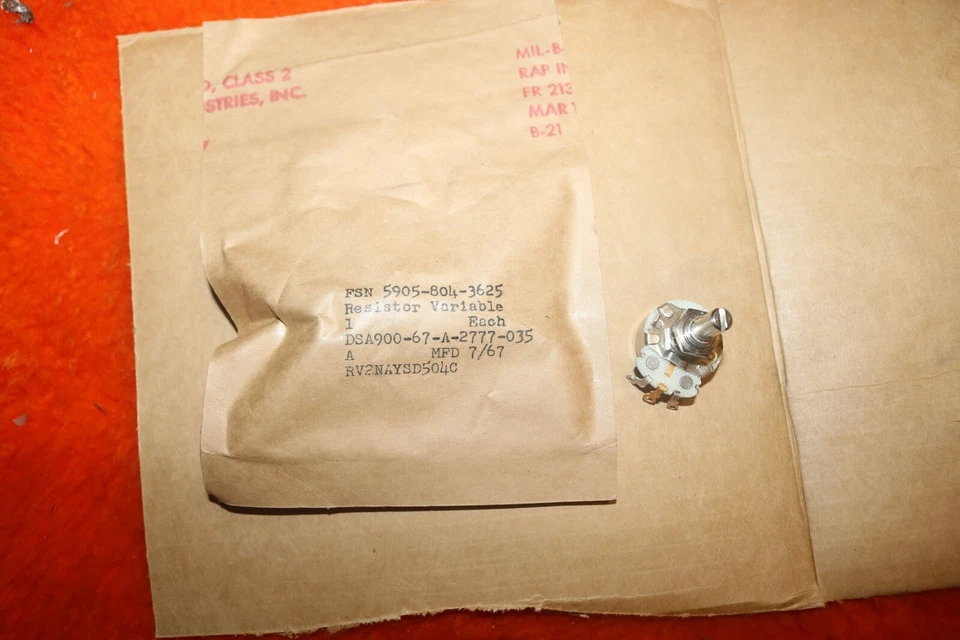 , CLASS 2
STRIES, INC.
MIL-B-
RAP IN
FR 213
MAR 1
B-21
FSN 5905-804-3625
Resistor Variable
1 Each
DSA900-67-A-2777-035
A MFD 7/67
RV2NAYSD504C